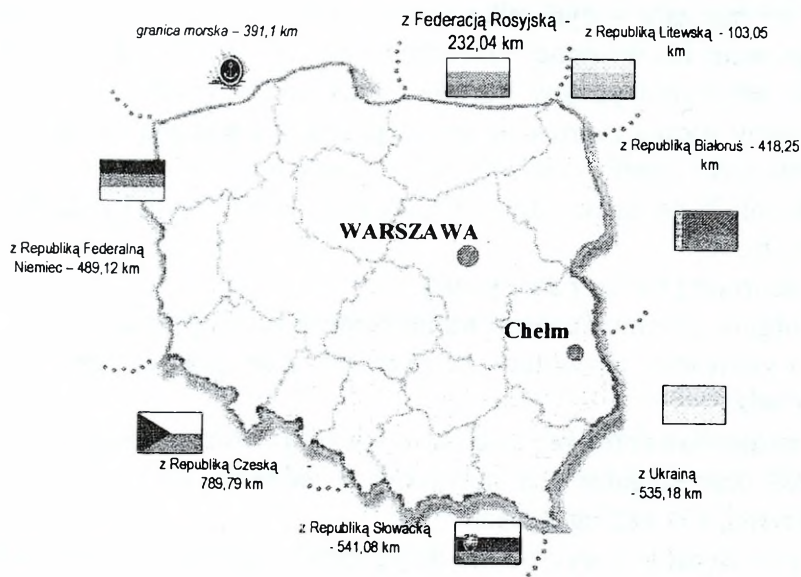 granica morska – 391,1 km
z Federacją Rosyjską -
232,04 km
z Republiką Litewską - 103,05
km
z Republiką Białoruś - 418,25
km
WARSZAWA
z Republiką Federalną
Niemiec – 489,12 km
Chełm
z Republiką Czeską
789,79 km
z Ukrainą
- 535,18 km
z Republiką Słowacką
- 541,08 km